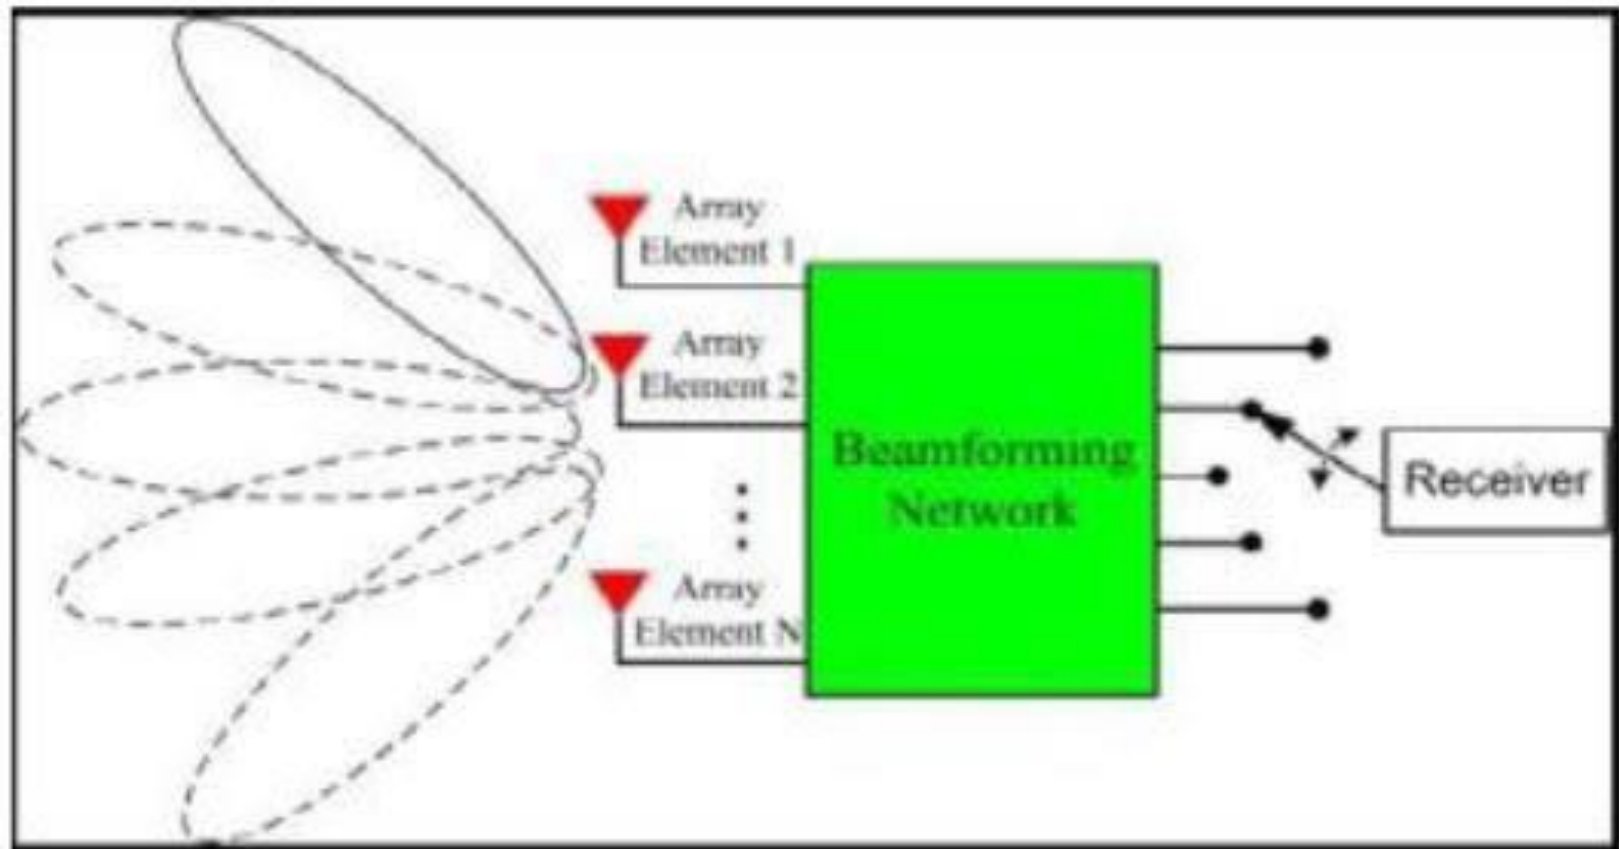 Array
Element 1
Array
Element 2
Beamforming
Network
Receiver
Array
Element N